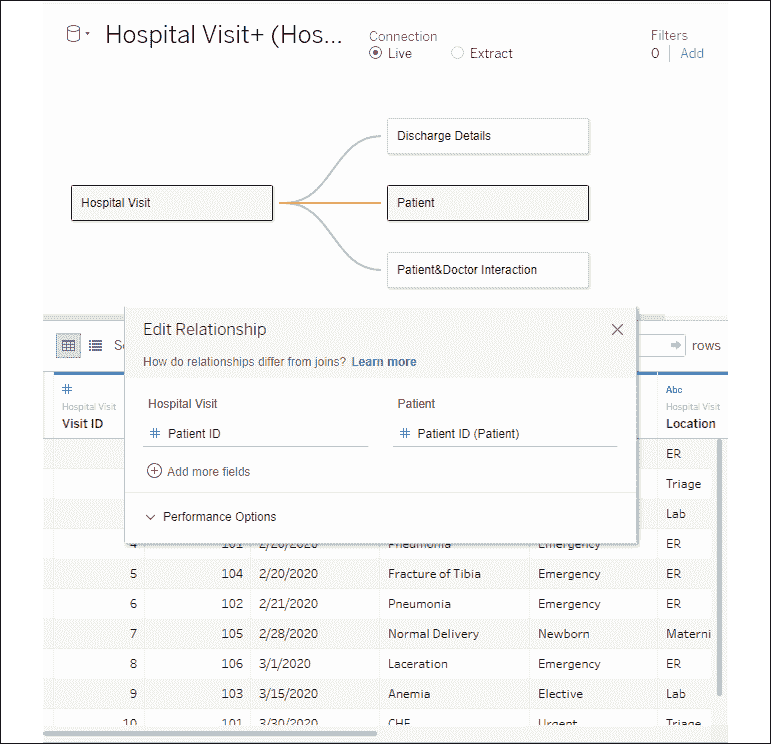 Hospital Visit+ (Hos...
Connection
Live Extract
Filters
0 Add
Discharge Details
Hospital Visit
Patient
Patient&Doctor Interaction
Edit Relationship
How do relationships differ from joins? Learn more
rows
# Hospital Visit Visit ID
Abc Hospital Visit Location
Hospital Visit Patient
# Patient ID # Patient ID (Patient)
Add more fields
Performance Options
ER
Triage
Lab
4 101 2/20/2020 Pneumonia Emergency ER
5 104 2/20/2020 Fracture of Tibia Emergency ER
6 102 2/21/2020 Pneumonia Emergency ER
7 105 2/28/2020 Normal Delivery Newborn Materni
8 106 3/1/2020 Laceration Emergency ER
9 103 3/15/2020 Anemia Elective Lab
10 101 3/30/2020 CHF Urgent Triage